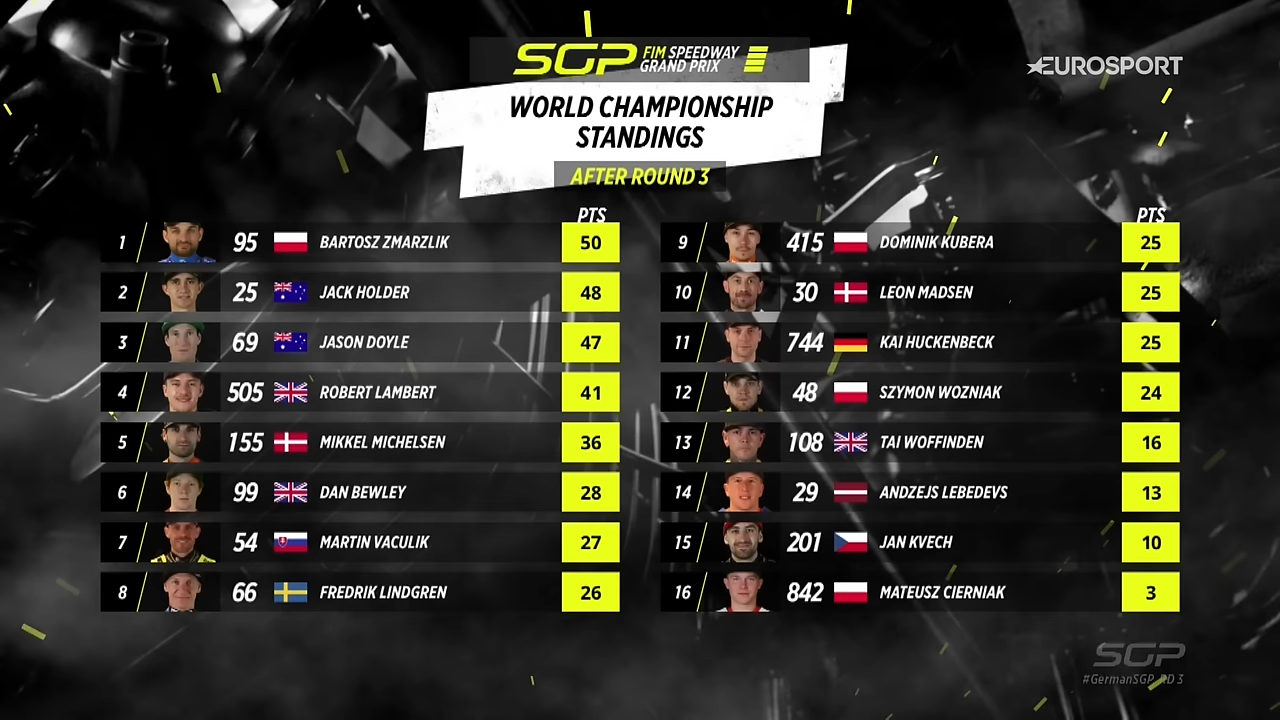 SGP FIM SPEEDWAY GRAND PRIX
EUROSPORT
WORLD CHAMPIONSHIP
STANDINGS
AFTER ROUND 3
PTS
1 95 BARTOSZ ZMARZLIK 50
2 25 JACK HOLDER 48
3 69 JASON DOYLE 47
4 505 ROBERT LAMBERT 41
5 155 MIKKEL MICHELSEN 36
6 99 DAN BEWLEY 28
7 54 MARTIN VACULIK 27
8 66 FREDRIK LINDGREN 26
PTS
9 415 DOMINIK KUBERA 25
10 30 LEON MADSEN 25
11 744 KAI HUCKENBECK 25
12 48 SZYMON WOZNIAK 24
13 108 TAI WOFFINDEN 16
14 29 ANDZEJS LEBEDEVS 13
15 201 JAN KVECH 10
16 842 MATEUSZ CIERNIAK 3
SGP
#GermanSGP RD 3